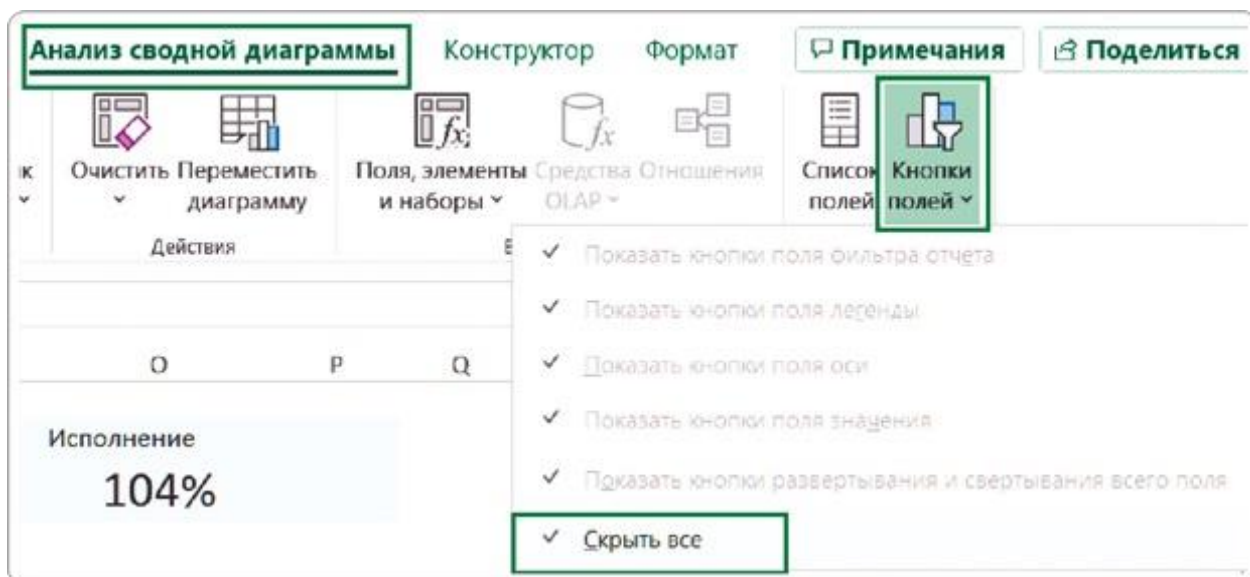 Анализ сводной диаграммы Конструктор Формат Примечания Поделиться
Очистить Переместить диаграмму Поля, элементы и наборы Средства OLAP Отношения Список полей Кнопки полей
Действия
Показать кнопки поля фильтра отчета
Показать кнопки поля легенды
O P Q
Показать кнопки поля оси
Показать кнопки поля значения
Исполнение
104%
Показать кнопки развертывания и свертывания всего поля
Скрыть все